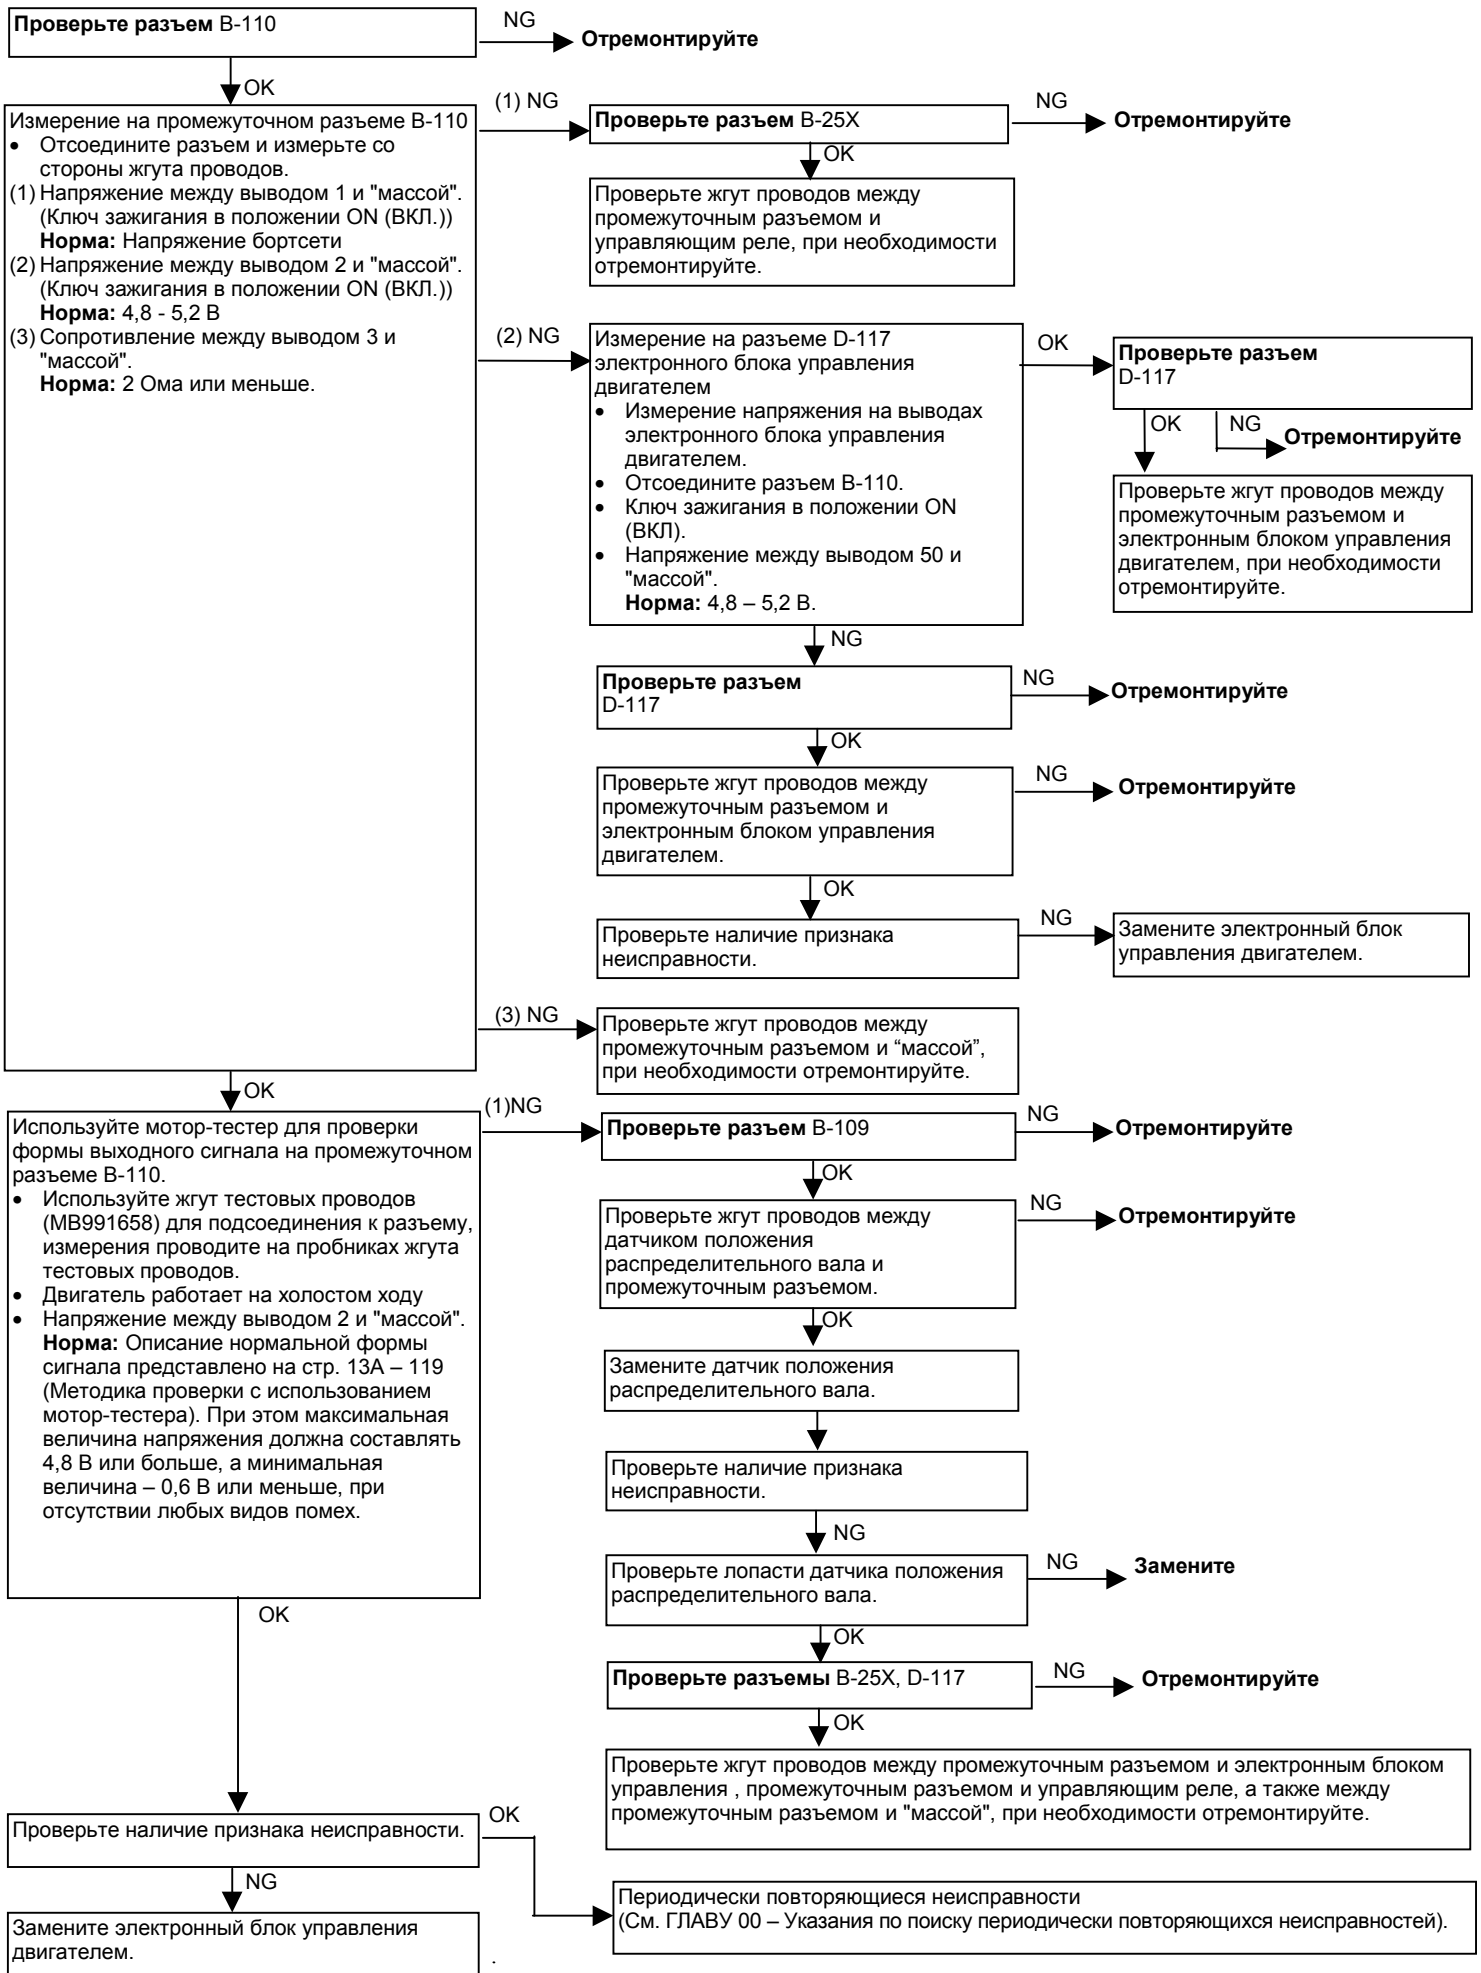 Проверьте разъем B-110
NG
Отремонтируйте
OK
Измерение на промежуточном разъеме B-110
• Отсоедините разъем и измерьте со
стороны жгута проводов.
(1) Напряжение между выводом 1 и "массой".
(Ключ зажигания в положении ON (ВКЛ.))
Норма: Напряжение бортсети
(2) Напряжение между выводом 2 и "массой".
(Ключ зажигания в положении ON (ВКЛ.))
Норма: 4,8 - 5,2 В
(3) Сопротивление между выводом 3 и
"массой".
Норма: 2 Ома или меньше.
(1) NG
Проверьте разъем B-25X
NG
Отремонтируйте
OK
Проверьте жгут проводов между
промежуточным разъемом и
управляющим реле, при необходимости
отремонтируйте.
(2) NG
Измерение на разъеме D-117
электронного блока управления
двигателем
• Измерение напряжения на выводах
электронного блока управления
двигателем.
• Отсоедините разъем B-110.
• Ключ зажигания в положении ON
(ВКЛ).
• Напряжение между выводом 50 и
"массой".
Норма: 4,8 – 5,2 В.
OK
Проверьте разъем
D-117
OK
NG
Отремонтируйте
Проверьте жгут проводов между
промежуточным разъемом и
электронным блоком управления
двигателем, при необходимости
отремонтируйте.
NG
Проверьте разъем
D-117
NG
Отремонтируйте
OK
Проверьте жгут проводов между
промежуточным разъемом и
электронным блоком управления
двигателем.
NG
Отремонтируйте
OK
Проверьте наличие признака
неисправности.
NG
Замените электронный блок
управления двигателем.
(3) NG
Проверьте жгут проводов между
промежуточным разъемом и “массой”,
при необходимости отремонтируйте.
OK
Используйте мотор-тестер для проверки
формы выходного сигнала на промежуточном
разъеме B-110.
• Используйте жгут тестовых проводов
(MB991658) для подсоединения к разъему,
измерения проводите на пробниках жгута
тестовых проводов.
• Двигатель работает на холостом ходу
• Напряжение между выводом 2 и "массой".
Норма: Описание нормальной формы
сигнала представлено на стр. 13A – 119
(Методика проверки с использованием
мотор-тестера). При этом максимальная
величина напряжения должна составлять
4,8 В или больше, а минимальная
величина – 0,6 В или меньше, при
отсутствии любых видов помех.
(1)NG
Проверьте разъем B-109
NG
Отремонтируйте
OK
Проверьте жгут проводов между
датчиком положения
распределительного вала и
промежуточным разъемом.
NG
Отремонтируйте
OK
Замените датчик положения
распределительного вала.
Проверьте наличие признака
неисправности.
NG
Проверьте лопасти датчика положения
распределительного вала.
NG
Замените
OK
Проверьте разъемы B-25X, D-117
NG
Отремонтируйте
OK
Проверьте жгут проводов между промежуточным разъемом и электронным блоком
управления , промежуточным разъемом и управляющим реле, а также между
промежуточным разъемом и "массой", при необходимости отремонтируйте.
OK
Проверьте наличие признака неисправности.
OK
NG
Периодически повторяющиеся неисправности
(См. ГЛАВУ 00 – Указания по поиску периодически повторяющихся неисправностей).
Замените электронный блок управления
двигателем.
.